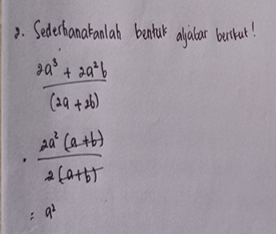 2. Sederhanakanlah bentuk aljabar berikut!
2a³ + 2a²b
(2a + 2b)
2a² (a+b)
2 (a+b)
= a²